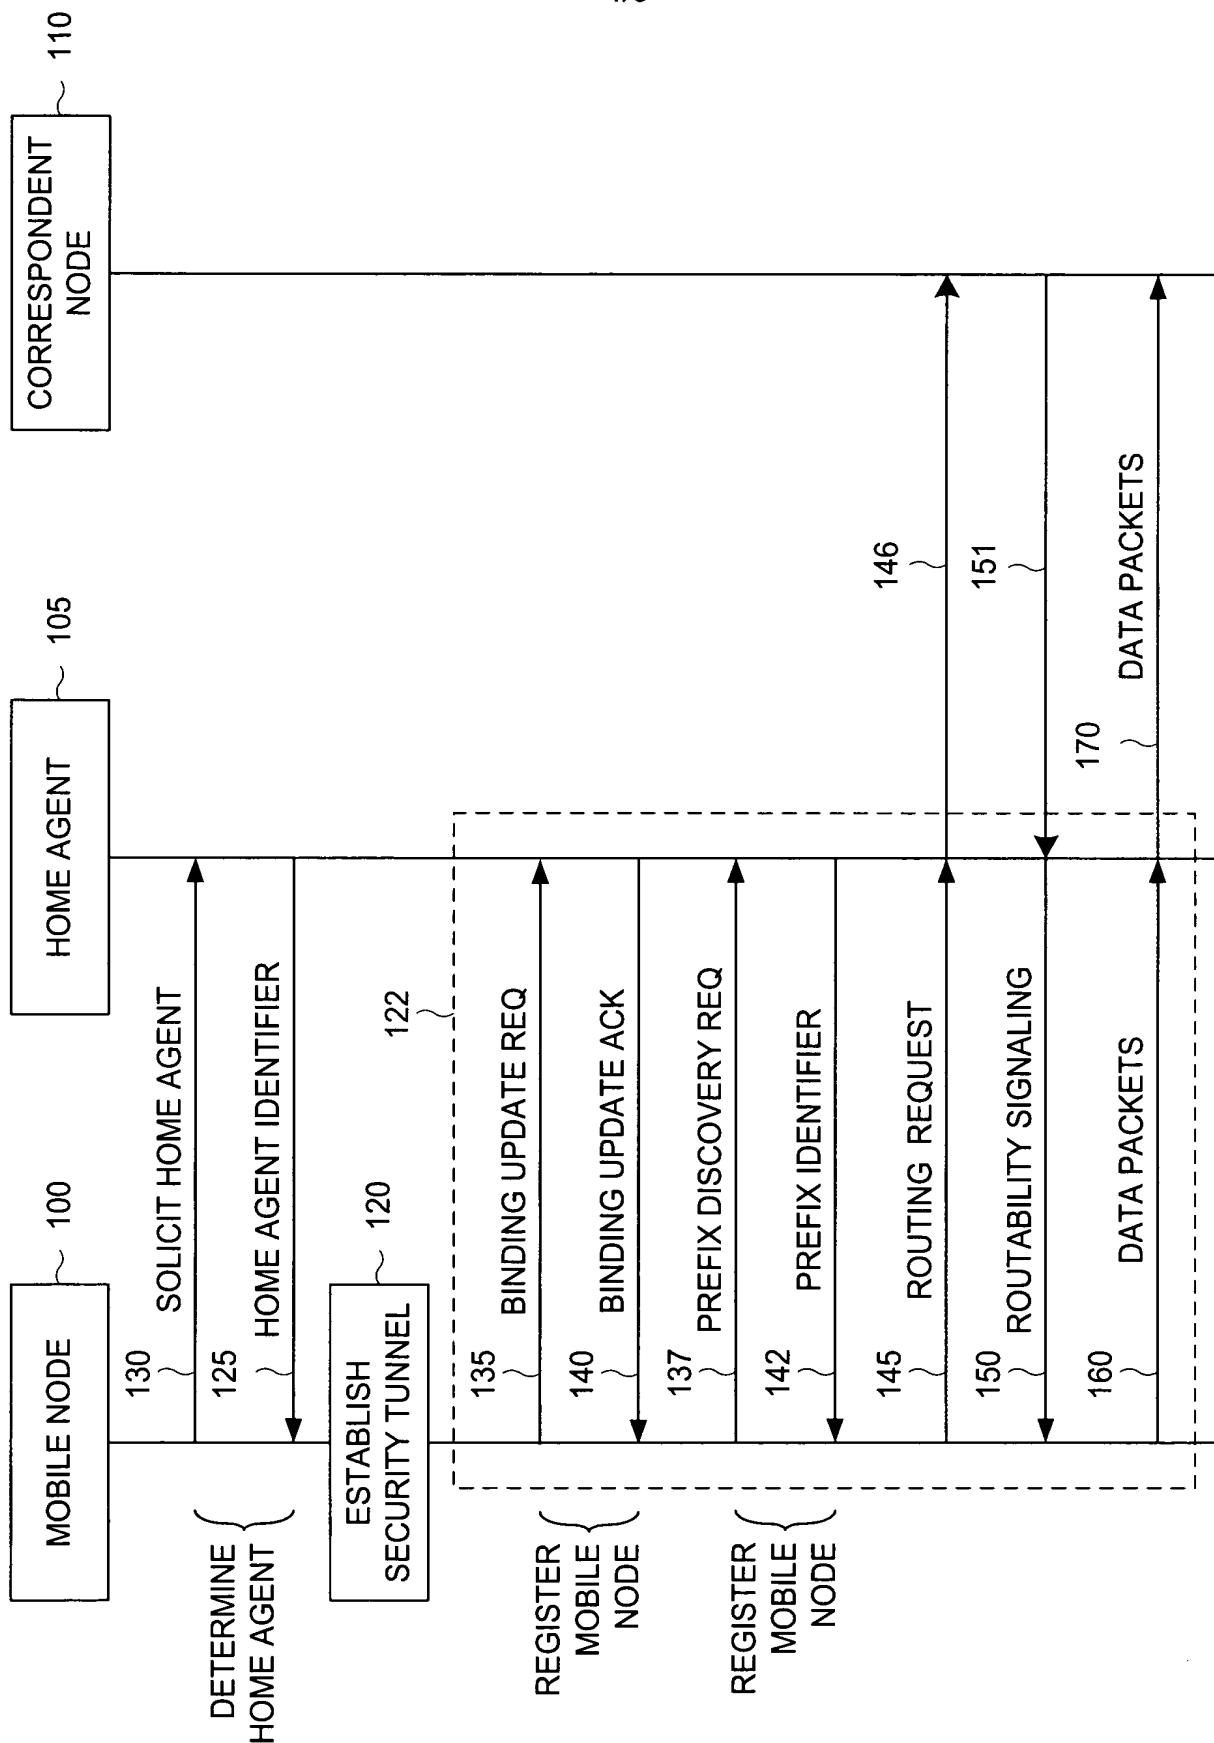 MOBILE NODE
100
HOME AGENT
105
CORRESPONDENT
NODE
110
DETERMINE
HOME AGENT
130
SOLICIT HOME AGENT
125
HOME AGENT IDENTIFIER
ESTABLISH
SECURITY TUNNEL
120
122
REGISTER
MOBILE
NODE
135
BINDING UPDATE REQ
140
BINDING UPDATE ACK
REGISTER
MOBILE
NODE
137
PREFIX DISCOVERY REQ
142
PREFIX IDENTIFIER
145
ROUTING REQUEST
146
150
ROUTABILITY SIGNALING
151
160
DATA PACKETS
170
DATA PACKETS